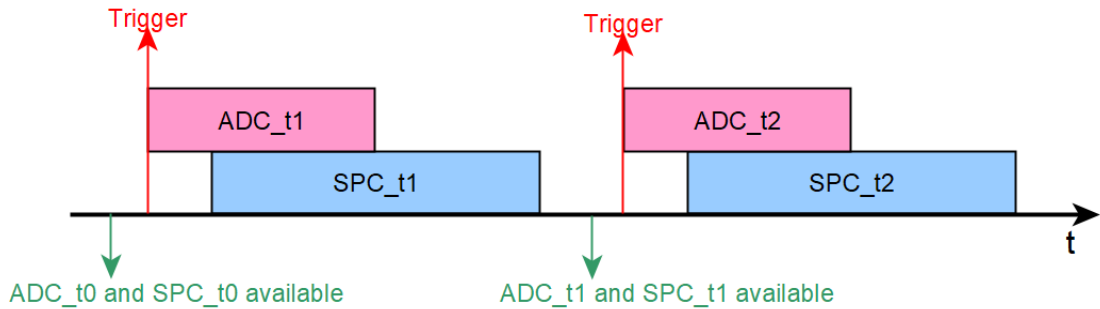 Trigger
Trigger
ADC_t1
ADC_t2
SPC_t1
SPC_t2
t
ADC_t0 and SPC_t0 available
ADC_t1 and SPC_t1 available